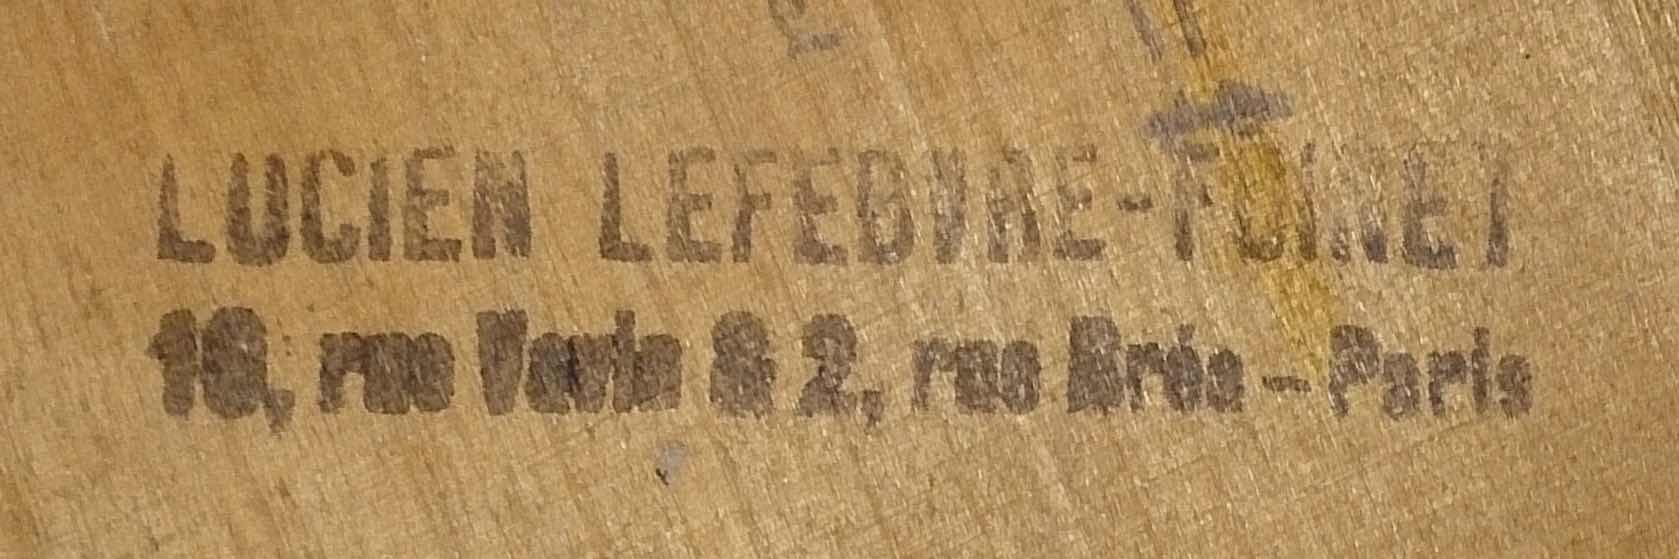 LUCIEN LEFEBVRE-FOINET
19, rue Vavin & 2, rue Bréa - Paris